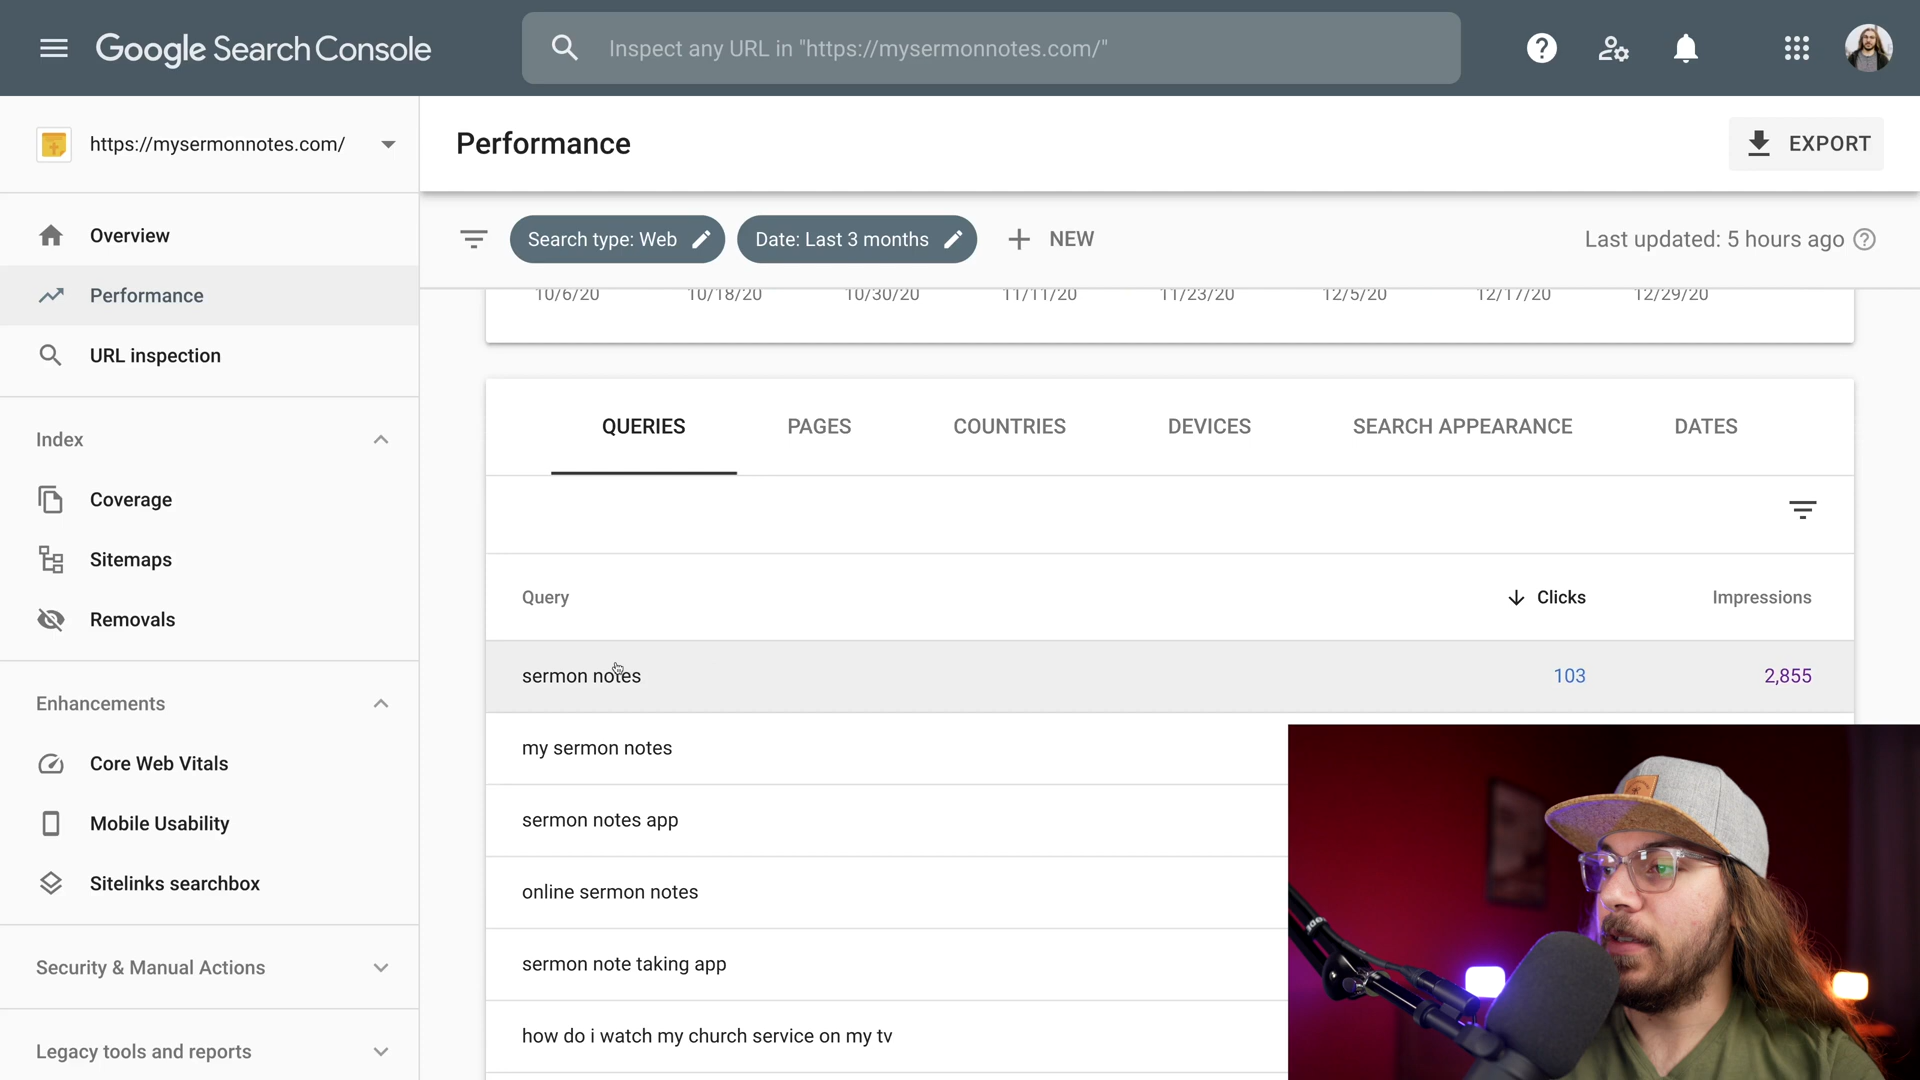 Google Search Console
Inspect any URL in "https://mysermonnotes.com/"
https://mysermonnotes.com/
Performance
EXPORT
Search type: Web
Date: Last 3 months
NEW
Last updated: 5 hours ago
Overview
Performance
URL inspection
Index
Coverage
Sitemaps
Removals
Enhancements
Core Web Vitals
Mobile Usability
Sitelinks searchbox
Security & Manual Actions
Legacy tools and reports
10/6/20 10/18/20 10/30/20 11/11/20 11/23/20 12/5/20 12/17/20 12/29/20
QUERIES PAGES COUNTRIES DEVICES SEARCH APPEARANCE DATES
Query Clicks Impressions
sermon notes 103 2,855
my sermon notes
sermon notes app
online sermon notes
sermon note taking app
how do i watch my church service on my tv